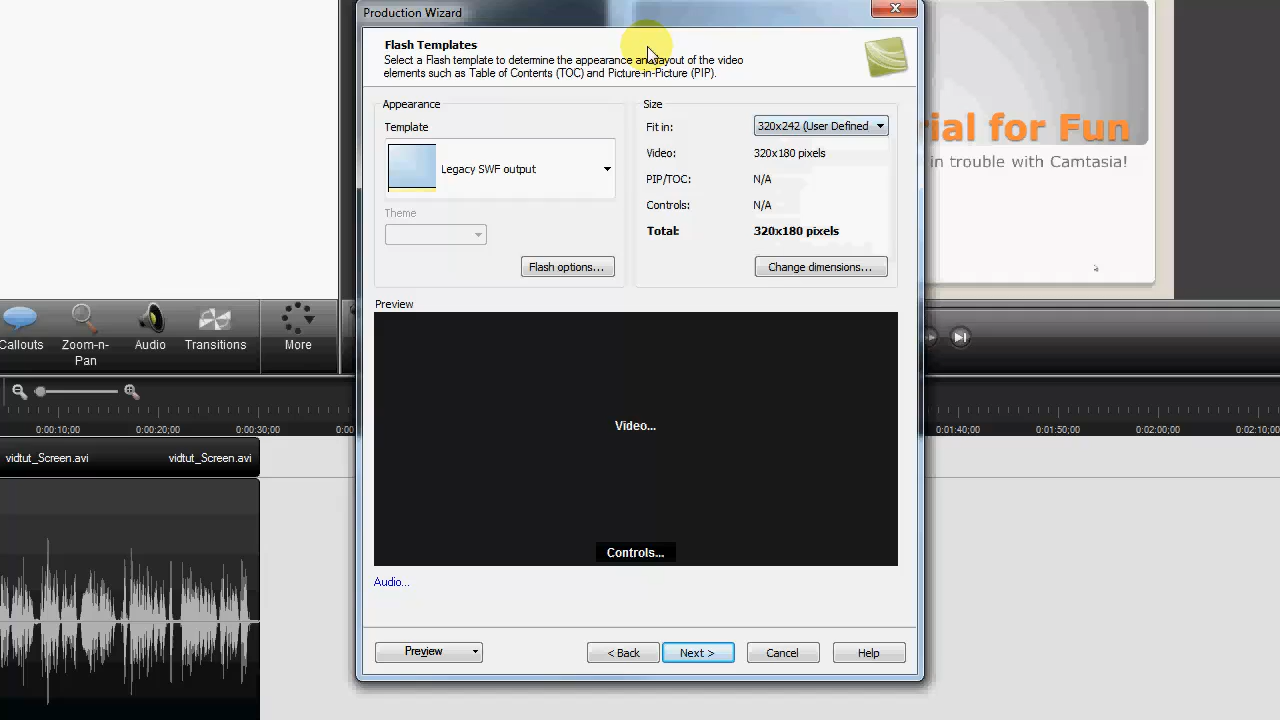 Production Wizard
Flash Templates
Select a Flash template to determine the appearance and layout of the video
elements such as Table of Contents (TOC) and Picture-in-Picture (PIP).
Appearance
Template
Legacy SWF output
Theme
Flash options...
Size
Fit in: 320x242 (User Defined
Video: 320x180 pixels
PIP/TOC: N/A
Controls: N/A
Total: 320x180 pixels
Change dimensions...
rial for Fun
in trouble with Camtasia!
Preview
Video...
Controls...
Audio...
Preview
< Back
Next >
Cancel
Help
Callouts
Zoom-n-
Pan
Audio
Transitions
More
0:00:10;00 0:00:20;00 0:00:30;00 0:00
0:01:40;00 0:01:50;00 0:02:00;00 0:02:10;00
vidtut_Screen.avi vidtut_Screen.avi